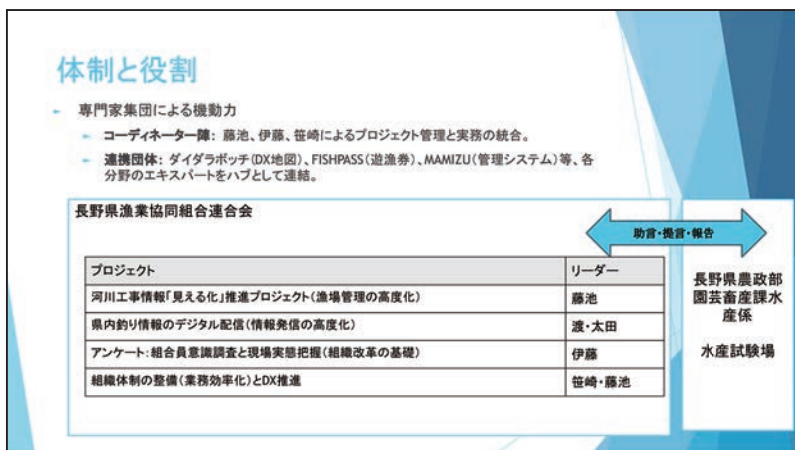 体制と役割
専門家集団による機動力
コーディネーター陣: 藤池、伊藤、笹崎によるプロジェクト管理と実務の統合。
連携団体: ダイダラボッチ(DX地図)、FISHPASS(遊漁券)、MAMIZU(管理システム)等、各
分野のエキスパートをハブとして連結。
長野県漁業協同組合連合会
助言・提言・報告
プロジェクト リーダー
河川工事情報「見える化」推進プロジェクト(漁場管理の高度化) 藤池
県内釣り情報のデジタル配信(情報発信の高度化) 渡・太田
アンケート:組合員意識調査と現場実態把握(組織改革の基礎) 伊藤
組織体制の整備(業務効率化)とDX推進 笹崎・藤池
長野県農政部
園芸畜産課水
産係
水産試験場